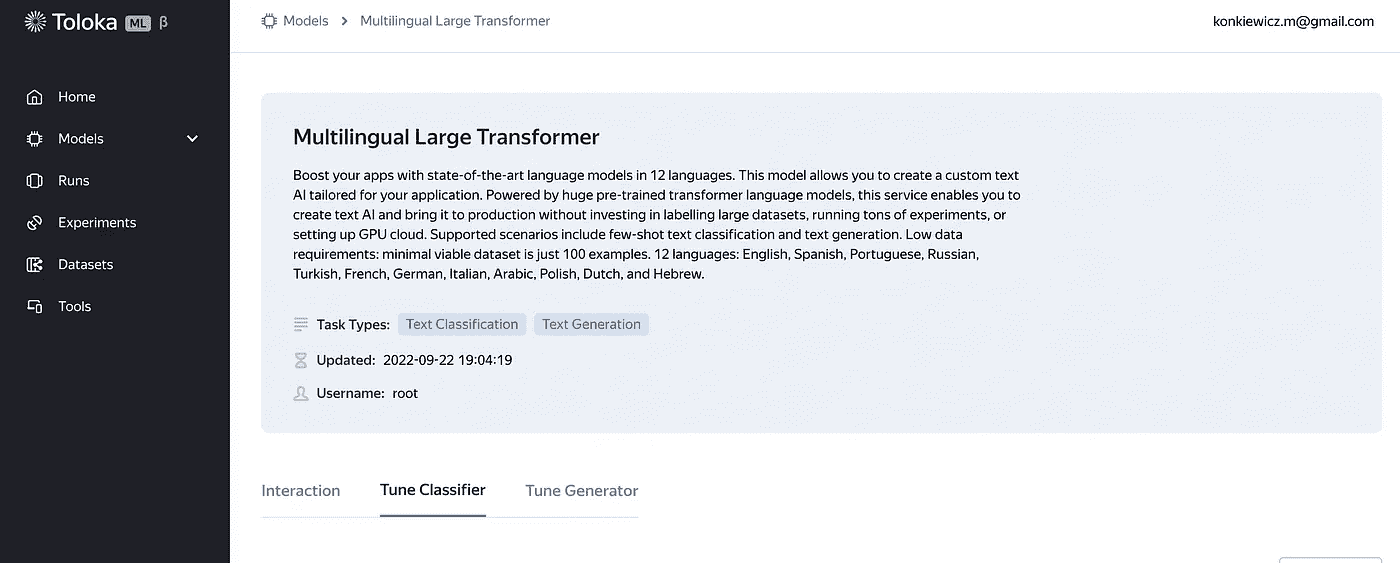 Toloka ML β
Home
Models
Runs
Experiments
Datasets
Tools
Models > Multilingual Large Transformer
konkiewicz.m@gmail.com
Multilingual Large Transformer
Boost your apps with state-of-the-art language models in 12 languages. This model allows you to create a custom text
AI tailored for your application. Powered by huge pre-trained transformer language models, this service enables you to
create text AI and bring it to production without investing in labelling large datasets, running tons of experiments, or
setting up GPU cloud. Supported scenarios include few-shot text classification and text generation. Low data
requirements: minimal viable dataset is just 100 examples. 12 languages: English, Spanish, Portuguese, Russian,
Turkish, French, German, Italian, Arabic, Polish, Dutch, and Hebrew.
Task Types: Text Classification Text Generation
Updated: 2022-09-22 19:04:19
Username: root
Interaction Tune Classifier Tune Generator